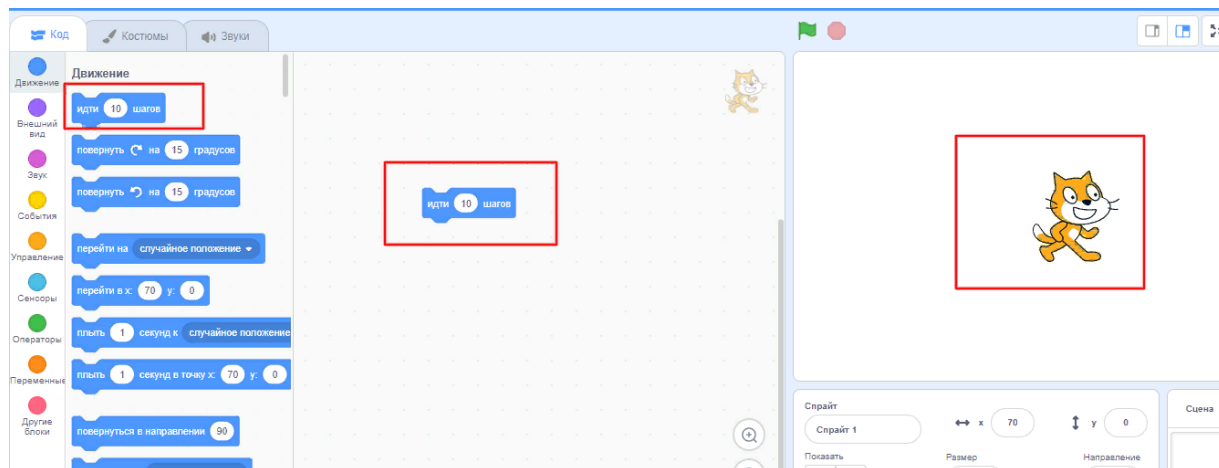 Код
Костюмы
Звуки
Движение
Внешний вид
Звук
События
Управление
Сенсоры
Операторы
Переменные
Другие блоки
Движение
идти 10 шагов
повернуть на 15 градусов
повернуть на 15 градусов
перейти на случайное положение
перейти в x: 70 y: 0
плыть 1 секунд к случайное положение
плыть 1 секунд в точку x: 70 y: 0
повернуться в направлении 90
идти 10 шагов
Спрайт
Спрайт 1
x 70
y 0
Показать
Размер
Направление
Сцена